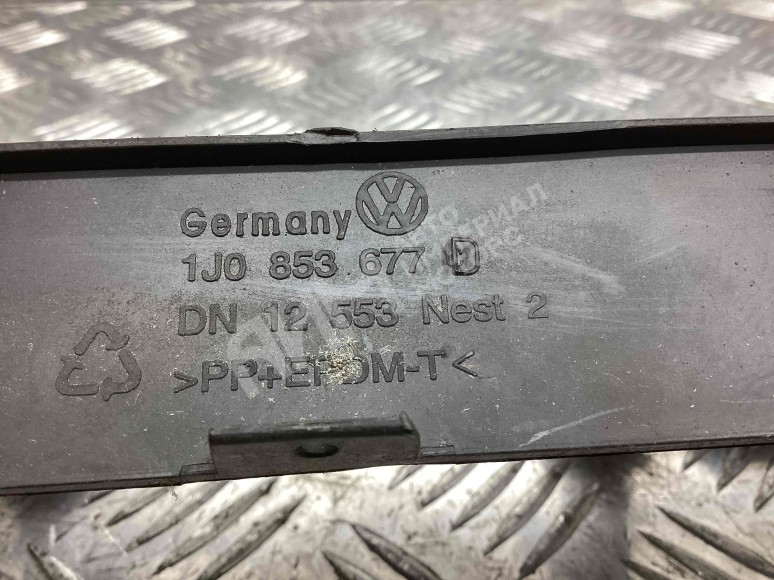 Germany
1J0 853 677 D
DN 12 553 Nest 2
>PP+EPDM-T<